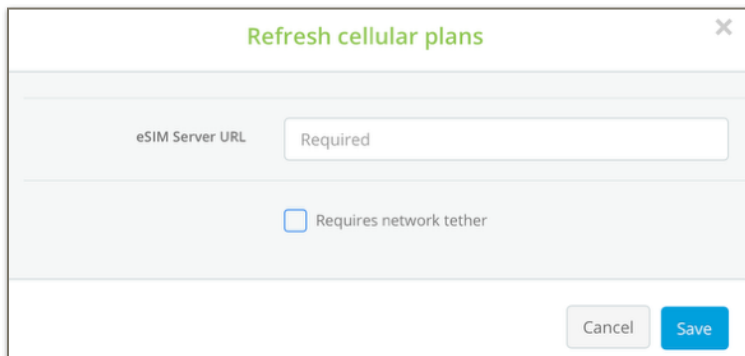 Refresh cellular plans
eSIM Server URL
Required
Requires network tether
Cancel
Save